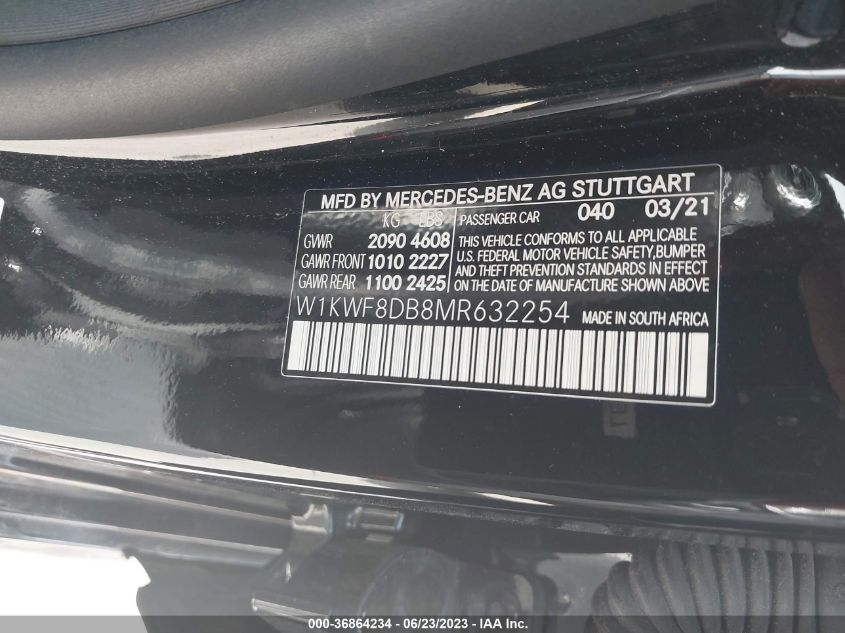 MFD BY MERCEDES-BENZ AG STUTTGART
KG LBS
GVWR 2090 4608
GAWR FRONT 1010 2227
GAWR REAR 1100 2425
PASSENGER CAR 040 03/21
THIS VEHICLE CONFORMS TO ALL APPLICABLE
U.S. FEDERAL MOTOR VEHICLE SAFETY,BUMPER
AND THEFT PREVENTION STANDARDS IN EFFECT
ON THE DATE OF MANUFACTURE SHOWN ABOVE
W1KWF8DB8MR632254 MADE IN SOUTH AFRICA
000-36864234 - 06/23/2023 - IAA Inc.